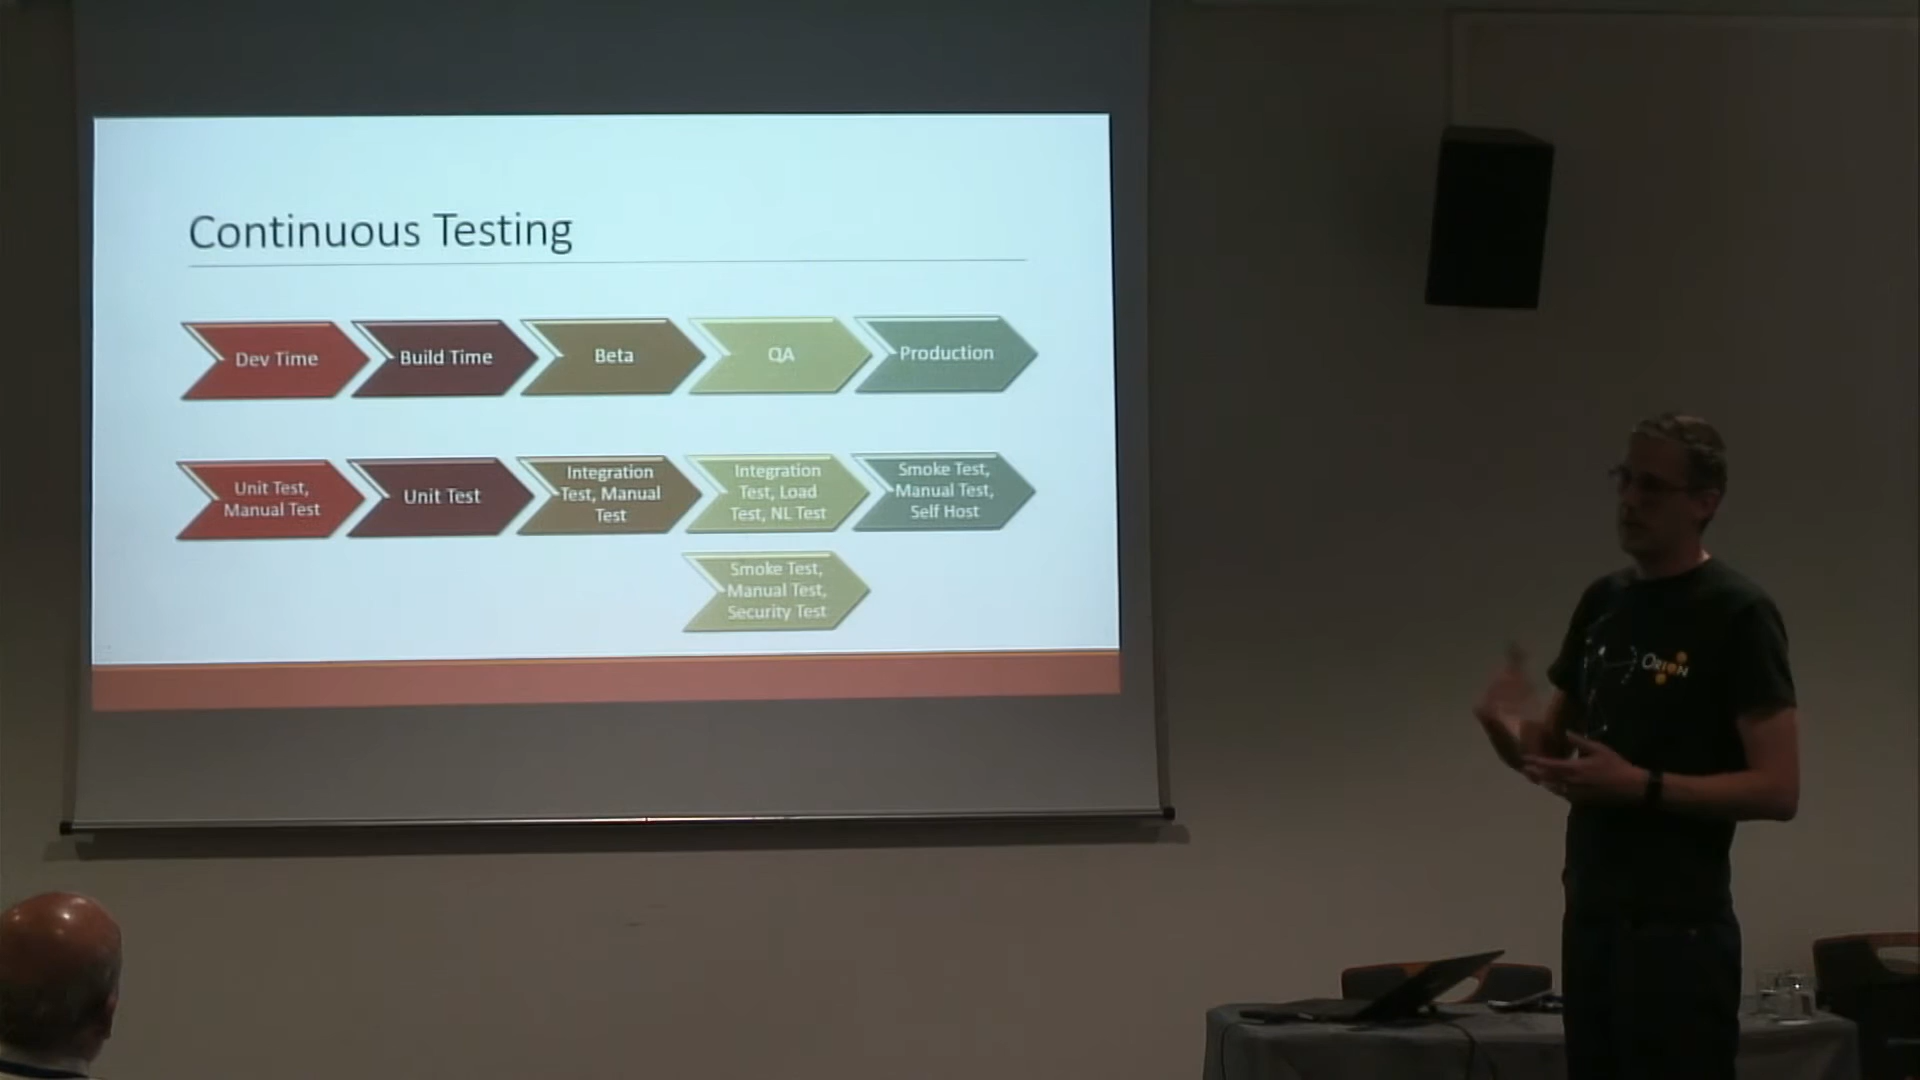 Continuous Testing
Dev Time
Build Time
Beta
QA
Production
Unit Test,
Manual Test
Unit Test
Integration
Test, Manual
Test
Integration
Test, Load
Test, NL Test
Smoke Test,
Manual Test,
Self Host
Smoke Test,
Manual Test,
Security Test
ORION